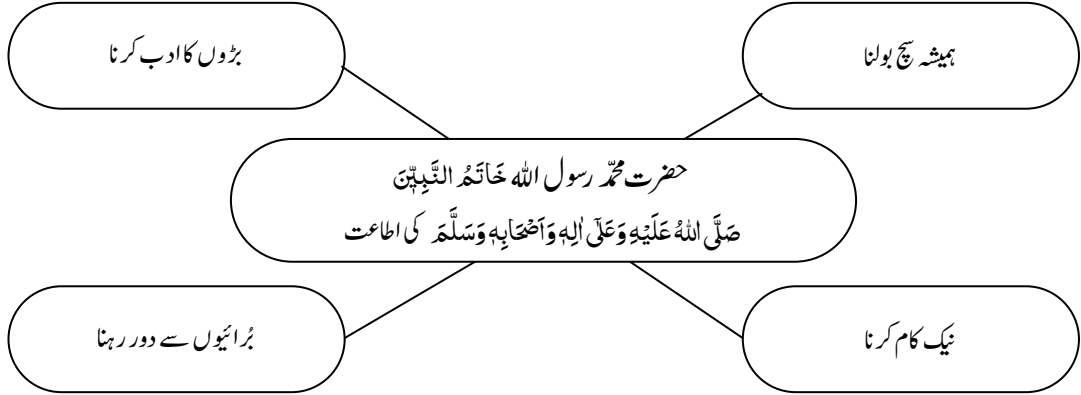 ہمیشہ سچ بولنا
بڑوں کا ادب کرنا
حضرت محمّد رسول اللہ خَاتَمُ النَّبِیّٖنَ
صَلَّی اللہُ عَلَیْہِ وَعَلٰٓی اٰلِہٖ وَاَصْحَابِہٖ وَسَلَّمَ کی اطاعت
نیک کام کرنا
بُرائیوں سے دور رہنا